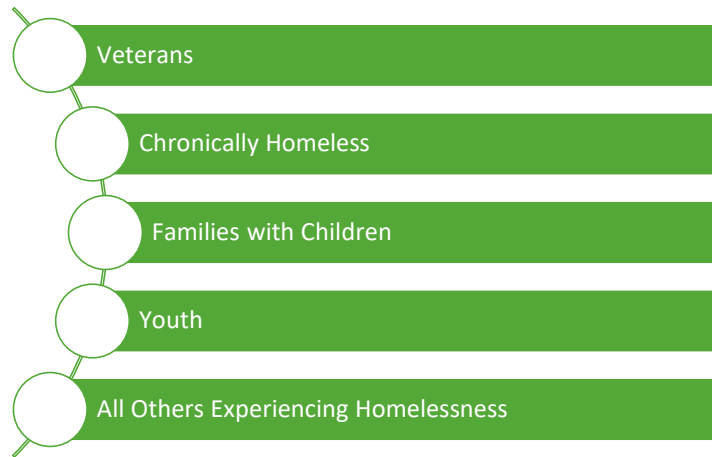 Veterans
Chronically Homeless
Families with Children
Youth
All Others Experiencing Homelessness